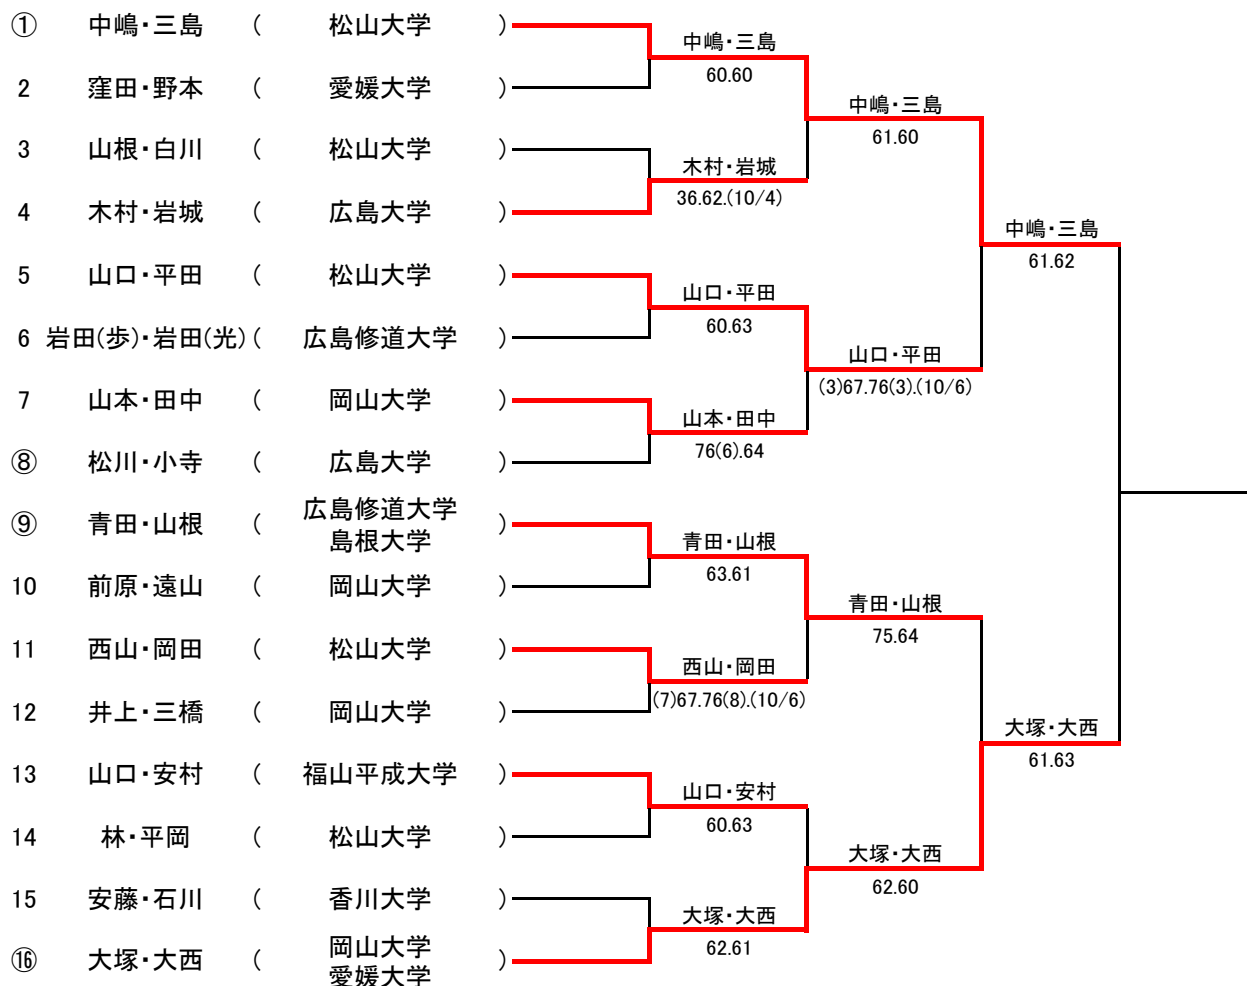 ① 中嶋・三島 ( 松山大学 )
2 窪田・野本 ( 愛媛大学 )
3 山根・白川 ( 松山大学 )
4 木村・岩城 ( 広島大学 )
5 山口・平田 ( 松山大学 )
6 岩田(歩)・岩田(光) ( 広島修道大学 )
7 山本・田中 ( 岡山大学 )
⑧ 松川・小寺 ( 広島大学 )
⑨ 青田・山根 ( 広島修道大学
島根大学 )
10 前原・遠山 ( 岡山大学 )
11 西山・岡田 ( 松山大学 )
12 井上・三橋 ( 岡山大学 )
13 山口・安村 ( 福山平成大学 )
14 林・平岡 ( 松山大学 )
15 安藤・石川 ( 香川大学 )
⑯ 大塚・大西 ( 岡山大学
愛媛大学 )
中嶋・三島
60.60
木村・岩城
36.62.(10/4)
山口・平田
60.63
山本・田中
76(6).64
青田・山根
63.61
西山・岡田
(7)67.76(8).(10/6)
山口・安村
60.63
大塚・大西
62.61
中嶋・三島
61.60
山口・平田
(3)67.76(3).(10/6)
青田・山根
75.64
大塚・大西
62.60
中嶋・三島
61.62
大塚・大西
61.63